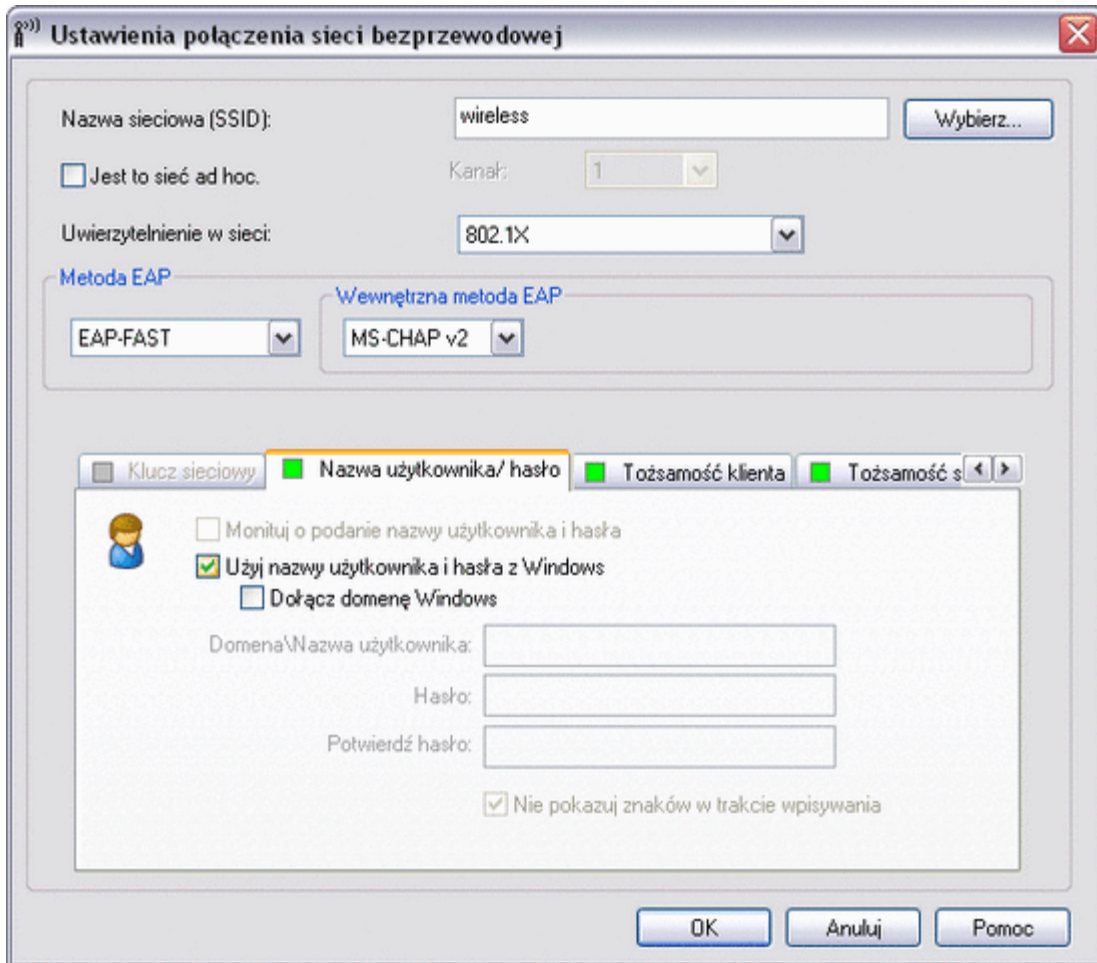 Ustawienia połączenia sieci bezprzewodowej
Nazwa sieciowa (SSID): wireless Wybierz...
Jest to sieć ad hoc. Kanał: 1
Uwierzytelnienie w sieci: 802.1X
Metoda EAP
Wewnętrzna metoda EAP
EAP-FAST MS-CHAP v2
Klucz sieciowy Nazwa użytkownika/ hasło Tożsamość klienta Tożsamość s
Monituj o podanie nazwy użytkownika i hasła
Użyj nazwy użytkownika i hasła z Windows
Dołącz domenę Windows
Domena\Nazwa użytkownika:
Hasło:
Potwierdź hasło:
Nie pokazuj znaków w trakcie wpisywania
OK Anuluj Pomoc